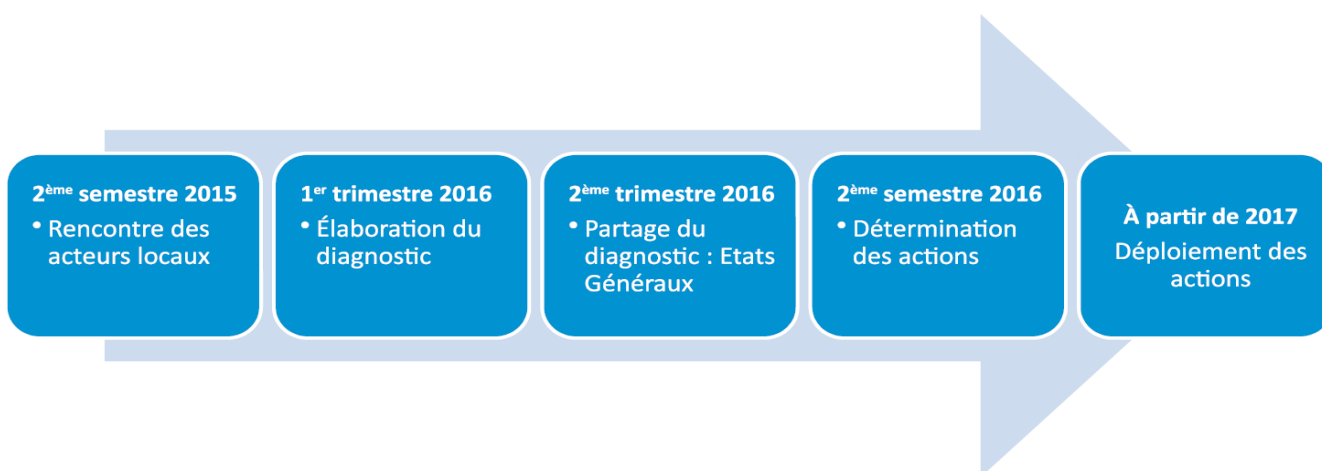 2ème semestre 2015
• Rencontre des
acteurs locaux
1er trimestre 2016
• Élaboration du
diagnostic
2ème trimestre 2016
• Partage du
diagnostic : Etats
Généraux
2ème semestre 2016
• Détermination
des actions
À partir de 2017
Déploiement des
actions